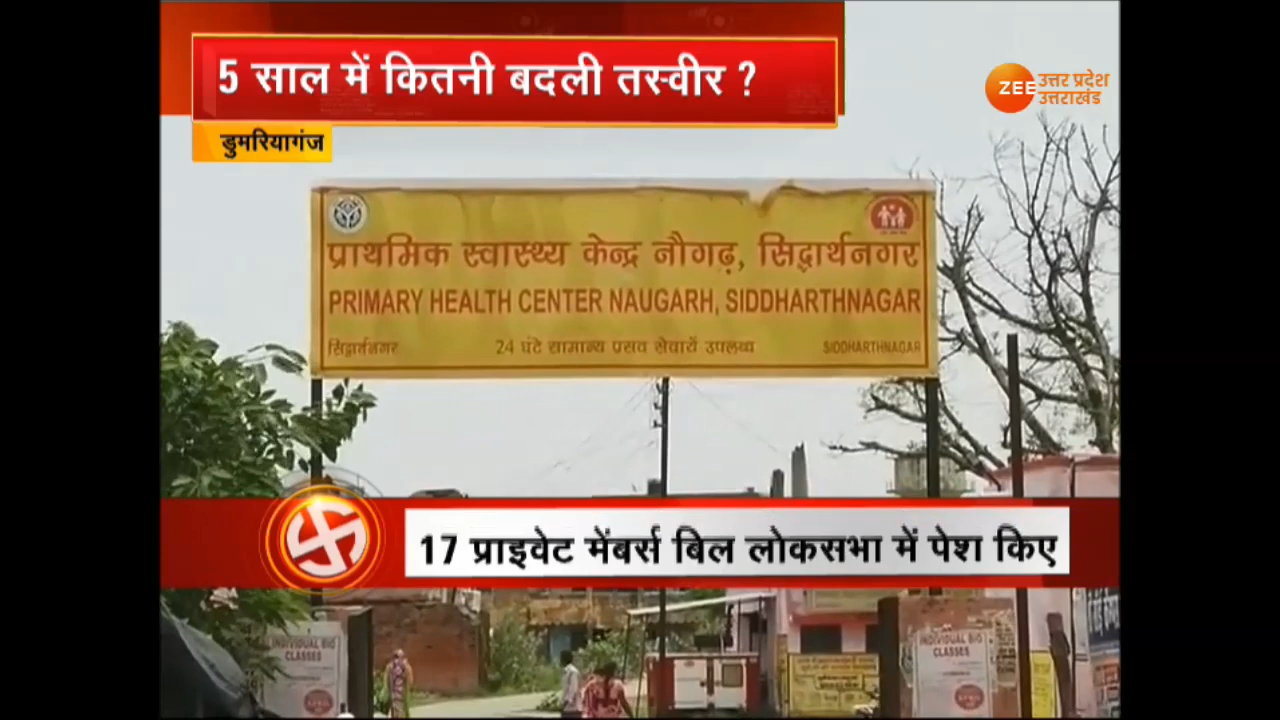 5 साल में कितनी बदली तस्वीर ?
ZEE उत्तर प्रदेश
उत्तराखंड
डुमरियागंज
प्राथमिक स्वास्थ्य केन्द्र नौगढ़, सिद्धार्थनगर
PRIMARY HEALTH CENTER NAUGARH, SIDDHARTHNAGAR
सिद्धार्थनगर 24 घंटे सामान्य प्रसव सेवायें उपलब्ध SIDDHARTHNAGAR
17 प्राइवेट मेंबर्स बिल लोकसभा में पेश किए
INDIVIDUAL BIG
CLASSES
INDIVIDUAL BIG
CLASSES